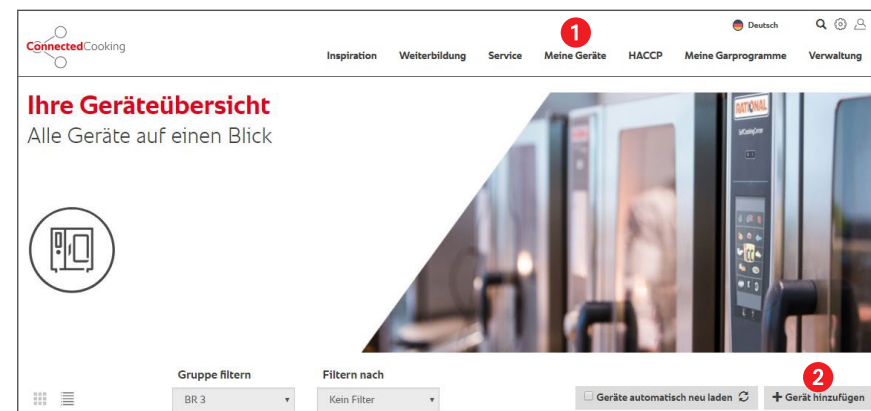 Deutsch
ConnectedCooking
1
Inspiration Weiterbildung Service Meine Geräte HACCP Meine Garprogramme Verwaltung
Ihre Geräteübersicht
Alle Geräte auf einen Blick
RATIONAL
SelfCookingCenter
Gruppe filtern Filtern nach
2
BR 3 Kein Filter Geräte automatisch neu laden + Gerät hinzufügen